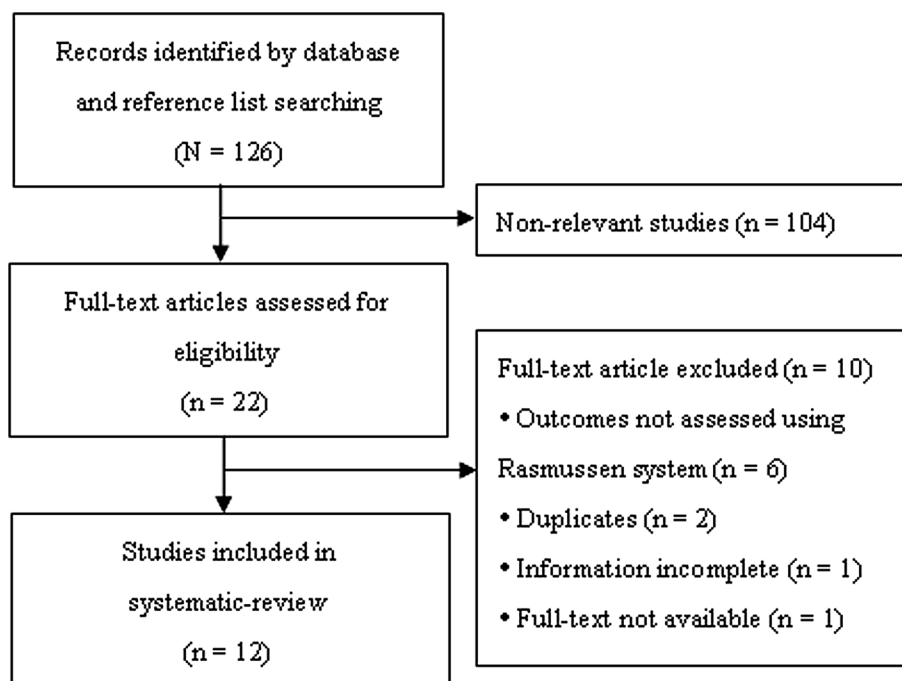 Records identified by database
and reference list searching
(N = 126)
Non-relevant studies (n = 104)
Full-text articles assessed for
eligibility
(n = 22)
Full-text article excluded (n = 10)
• Outcomes not assessed using
Rasmussen system (n = 6)
• Duplicates (n = 2)
• Information incomplete (n = 1)
• Full-text not available (n = 1)
Studies included in
systematic-review
(n = 12)